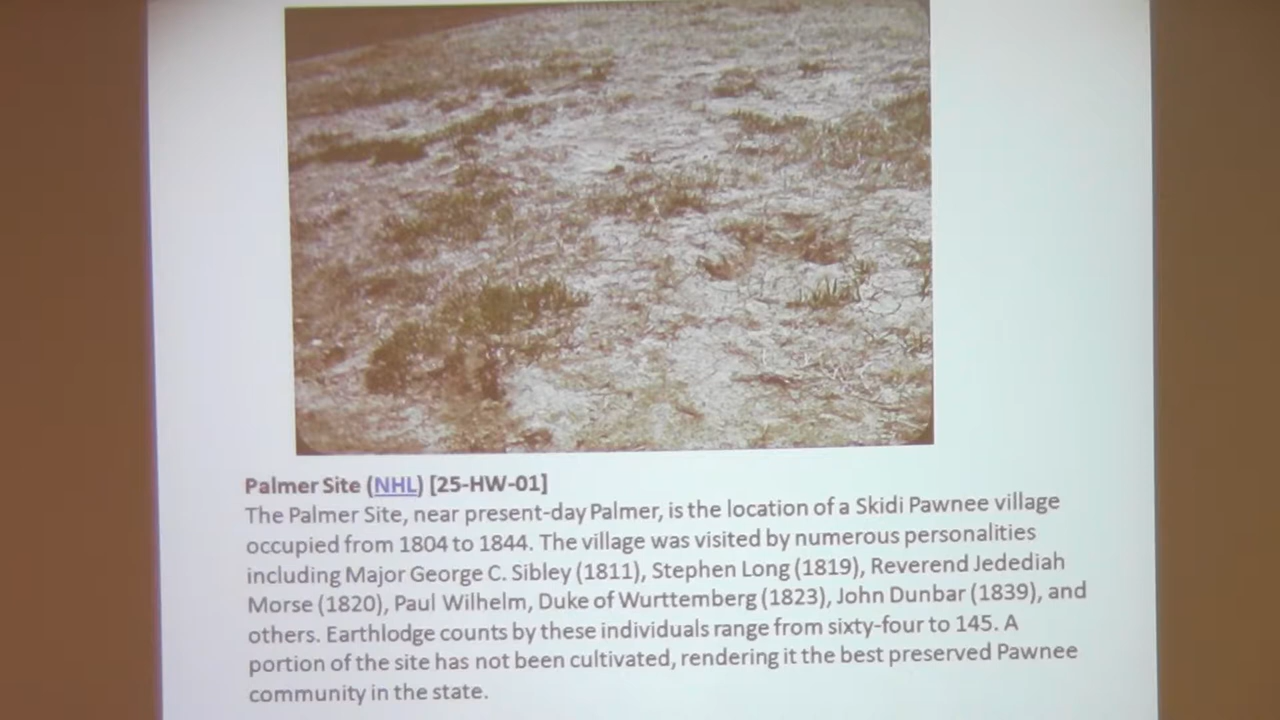 Palmer Site (NHL) [25-HW-01]
The Palmer Site, near present-day Palmer, is the location of a Skidi Pawnee village
occupied from 1804 to 1844. The village was visited by numerous personalities
including Major George C. Sibley (1811), Stephen Long (1819), Reverend Jedediah
Morse (1820), Paul Wilhelm, Duke of Wurttemberg (1823), John Dunbar (1839), and
others. Earthlodge counts by these individuals range from sixty-four to 145. A
portion of the site has not been cultivated, rendering it the best preserved Pawnee
community in the state.